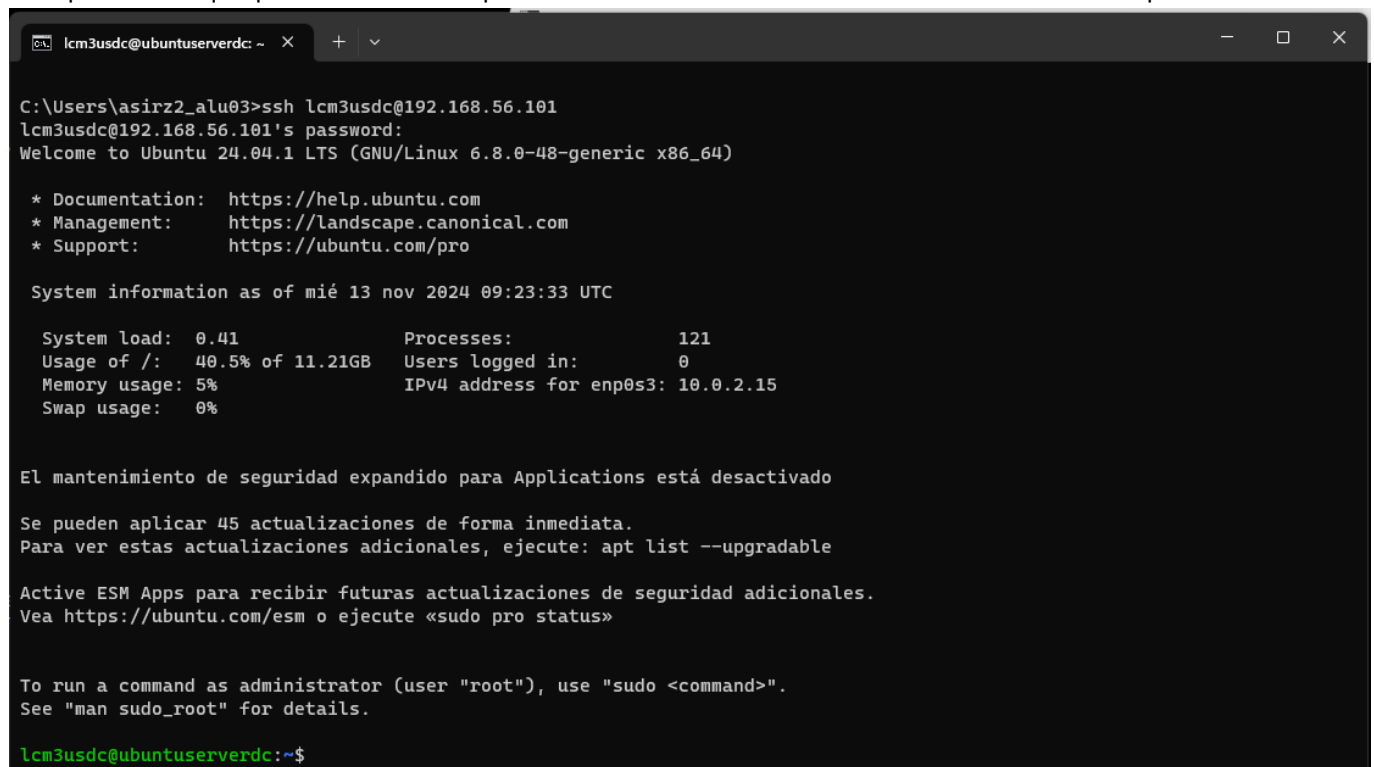 lcm3usdc@ubuntuserverdc: ~
C:\Users\asirz2_alu03>ssh lcm3usdc@192.168.56.101
lcm3usdc@192.168.56.101's password:
Welcome to Ubuntu 24.04.1 LTS (GNU/Linux 6.8.0-48-generic x86_64)
* Documentation:  https://help.ubuntu.com
* Management:     https://landscape.canonical.com
* Support:        https://ubuntu.com/pro
System information as of mié 13 nov 2024 09:23:33 UTC
System load:  0.41               Processes:               121
Usage of /:   40.5% of 11.21GB   Users logged in:         0
Memory usage: 5%                 IPv4 address for enp0s3: 10.0.2.15
Swap usage:   0%
El mantenimiento de seguridad expandido para Applications está desactivado
Se pueden aplicar 45 actualizaciones de forma inmediata.
Para ver estas actualizaciones adicionales, ejecute: apt list --upgradable
Active ESM Apps para recibir futuras actualizaciones de seguridad adicionales.
Vea https://ubuntu.com/esm o ejecute «sudo pro status»
To run a command as administrator (user "root"), use "sudo <command>".
See "man sudo_root" for details.
lcm3usdc@ubuntuserverdc:~$